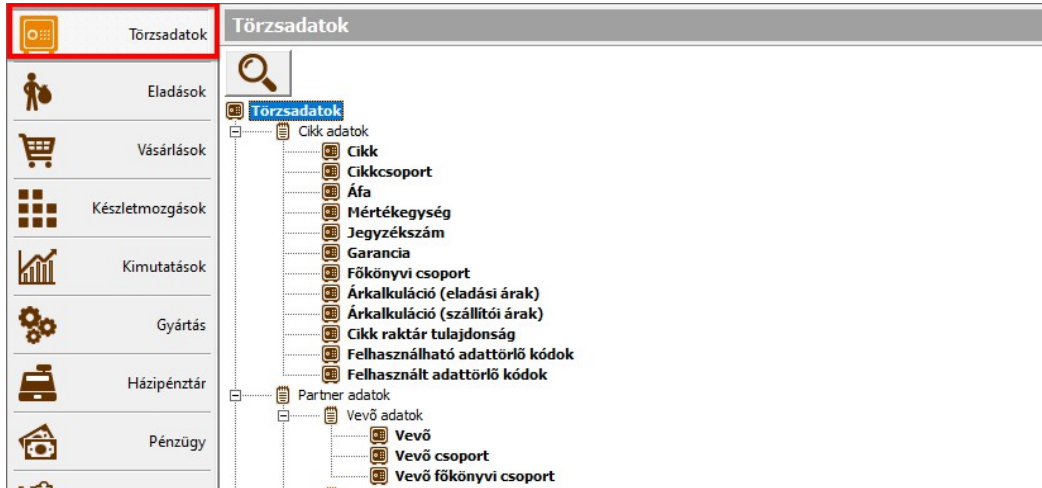 Törzsadatok
Eladások
Vásárlások
Készletmozgások
Kimutatások
Gyártás
Házipénztár
Pénzügy
Törzsadatok
Törzsadatok
Cikk adatok
Cikk
Cikkcsoport
Áfa
Mértékegység
Jegyzékszám
Garancia
Főkönyvi csoport
Árkalkuláció (eladási árak)
Árkalkuláció (szállítói árak)
Cikk raktár tulajdonság
Felhasználható adattörlő kódok
Felhasznált adattörlő kódok
Partner adatok
Vevő adatok
Vevő
Vevő csoport
Vevő főkönyvi csoport